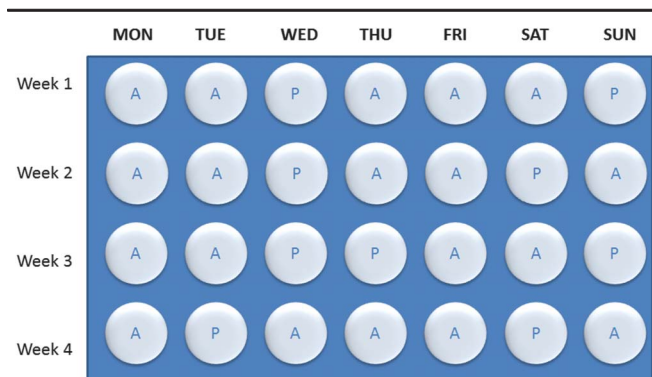 MON TUE WED THU FRI SAT SUN
Week 1 A A P A A A P
Week 2 A A P A A P A
Week 3 A A P P A A P
Week 4 A P A A A P A